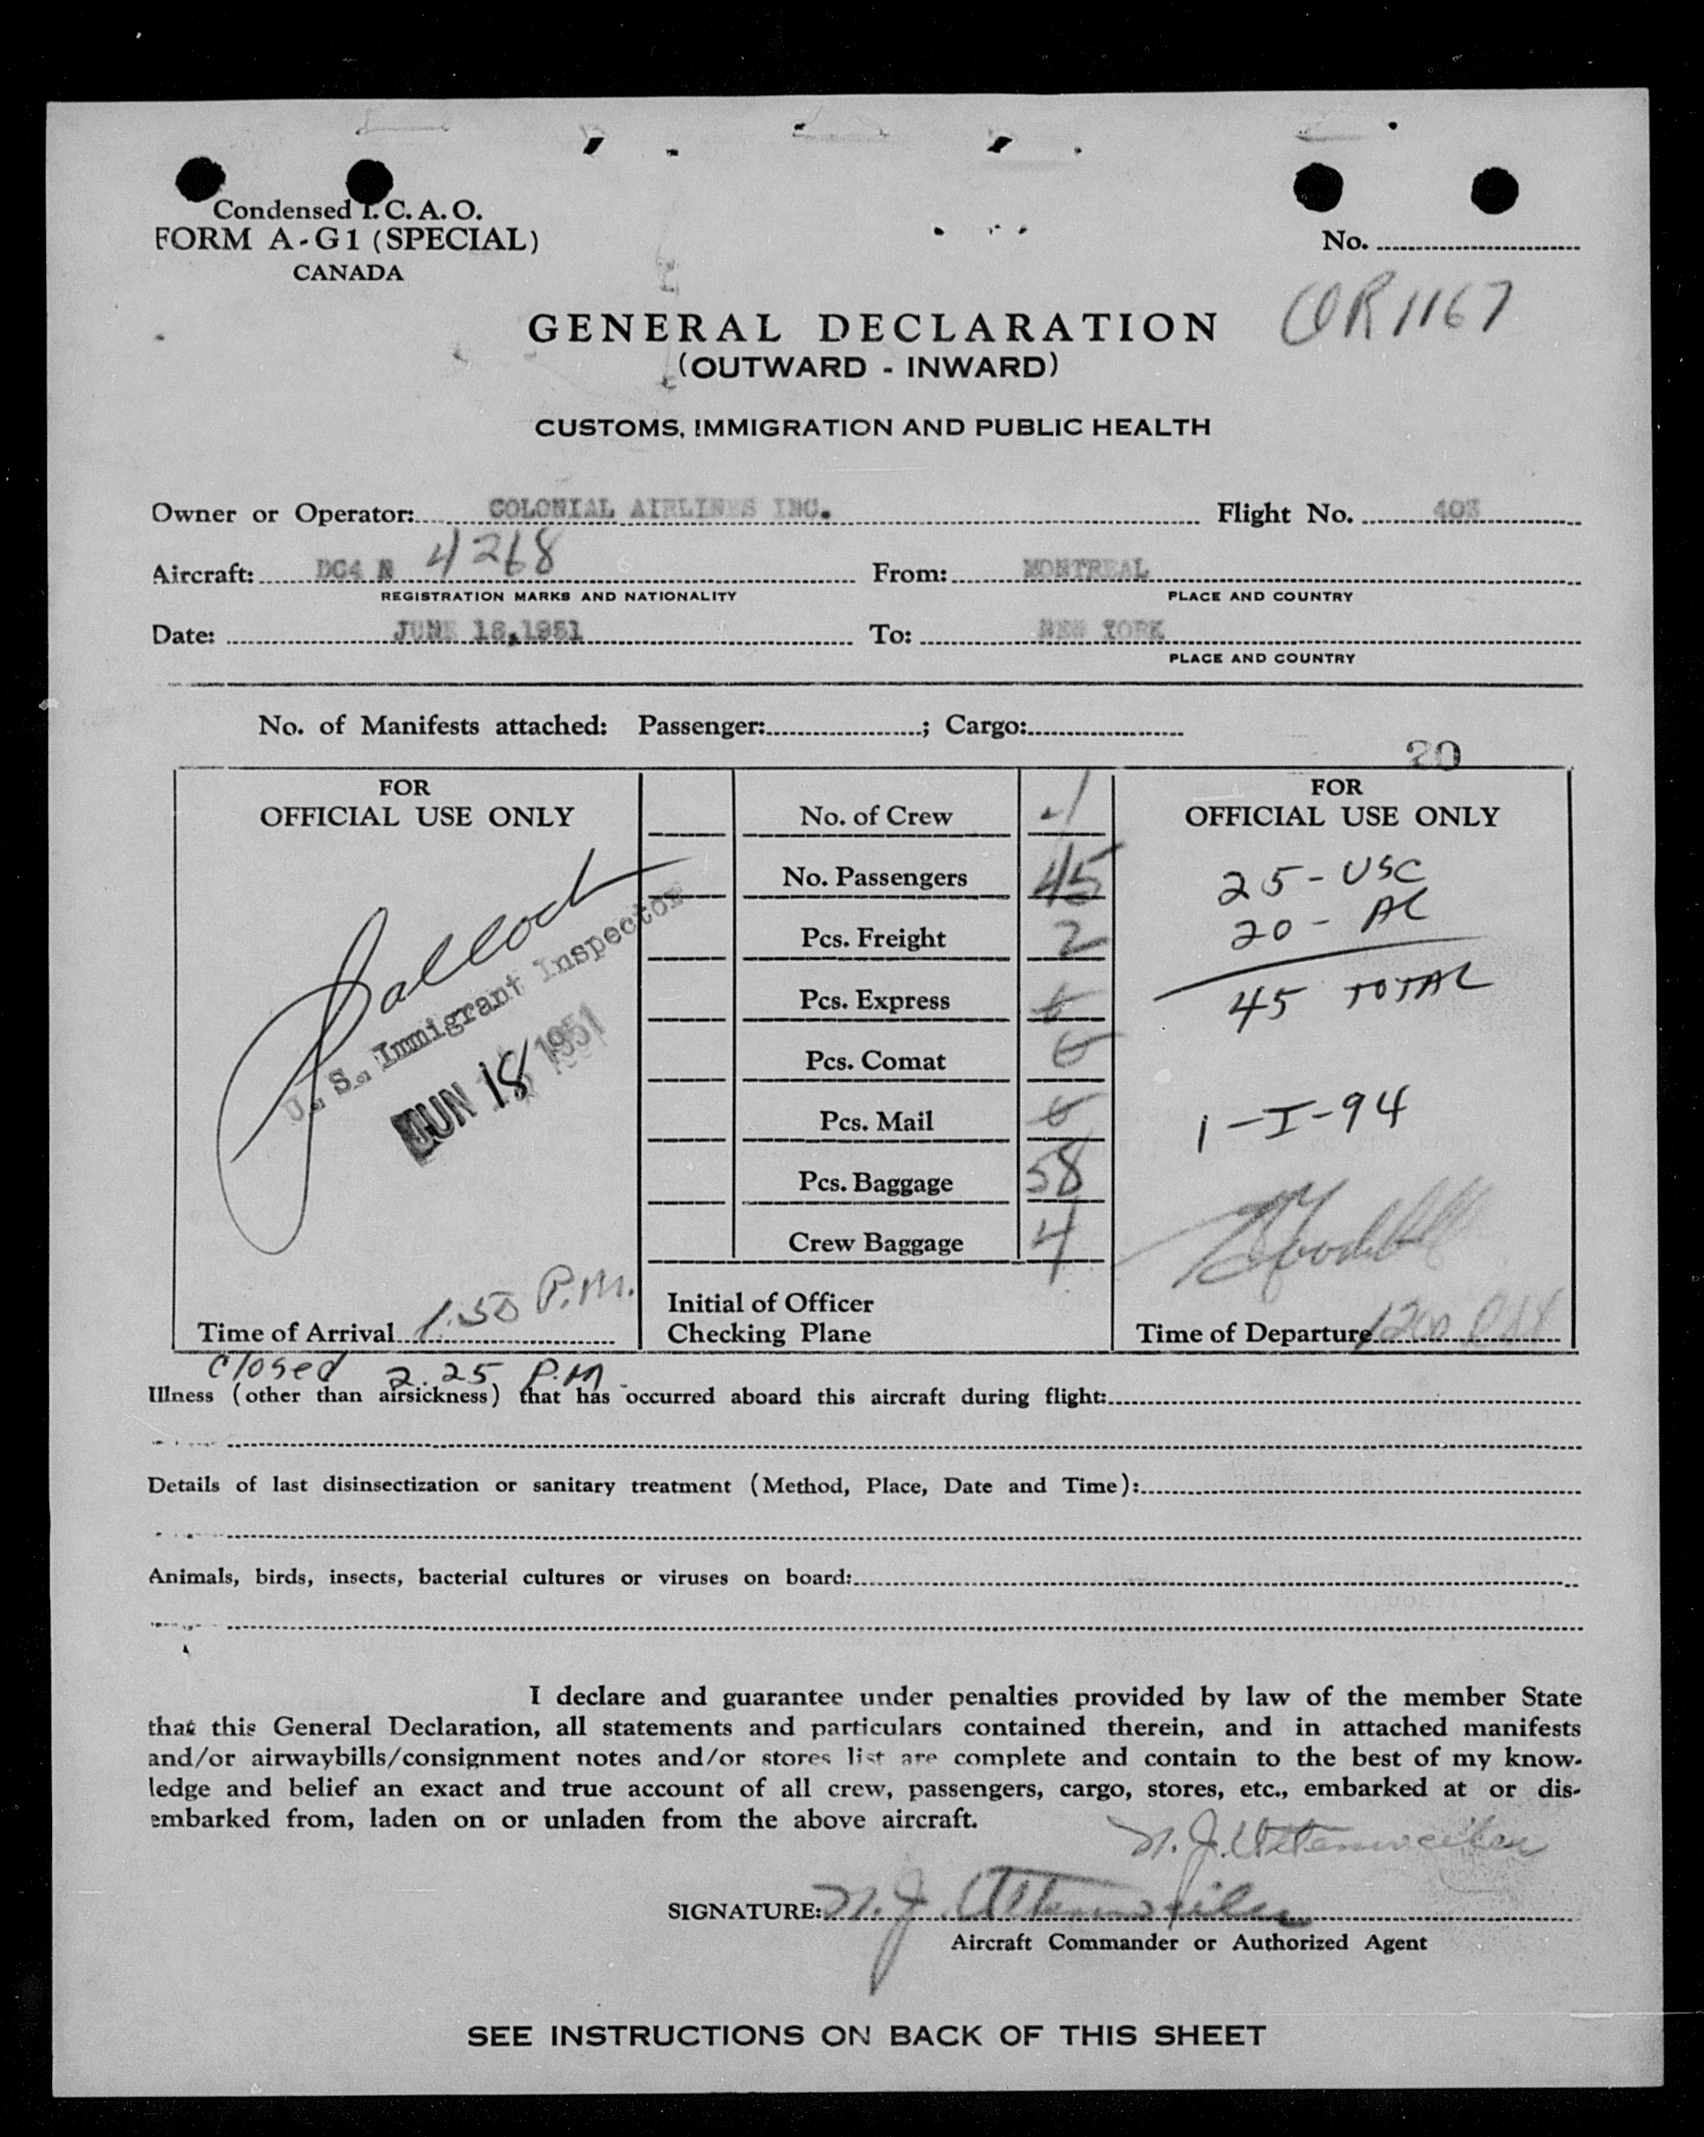 Condensed I. C. A. O.
FORM A-G1 (SPECIAL)
CANADA
No.
OR 1167
GENERAL DECLARATION
(OUTWARD - INWARD)
CUSTOMS, IMMIGRATION AND PUBLIC HEALTH
Owner or Operator: COLONIAL AIRLINES INC. Flight No. 403
Aircraft: DC4 N 4268 From: MONTREAL
REGISTRATION MARKS AND NATIONALITY PLACE AND COUNTRY
Date: JUNE 18,1951 To: NEW YORK
PLACE AND COUNTRY
No. of Manifests attached: Passenger: ; Cargo:
20
FOR
OFFICIAL USE ONLY
U. S. Immigrant Inspector
JUN 18 1951
Time of Arrival 1.50 P.M.
closed 2.25 P.M.
No. of Crew
No. Passengers 45
Pcs. Freight 2
Pcs. Express
Pcs. Comat
Pcs. Mail
Pcs. Baggage 58
Crew Baggage 4
Initial of Officer
Checking Plane
FOR
OFFICIAL USE ONLY
25 - USC
20 - AL
45 TOTAL
1-I-94
Time of Departure 1200
Illness (other than airsickness) that has occurred aboard this aircraft during flight:
Details of last disinsectization or sanitary treatment (Method, Place, Date and Time):
Animals, birds, insects, bacterial cultures or viruses on board:
I declare and guarantee under penalties provided by law of the member State
that this General Declaration, all statements and particulars contained therein, and in attached manifests
and/or airwaybills/consignment notes and/or stores list are complete and contain to the best of my know-
ledge and belief an exact and true account of all crew, passengers, cargo, stores, etc., embarked at or dis-
embarked from, laden on or unladen from the above aircraft.
N. J. Uttenweiler
SIGNATURE: N. J. Uttenweiler
Aircraft Commander or Authorized Agent
SEE INSTRUCTIONS ON BACK OF THIS SHEET